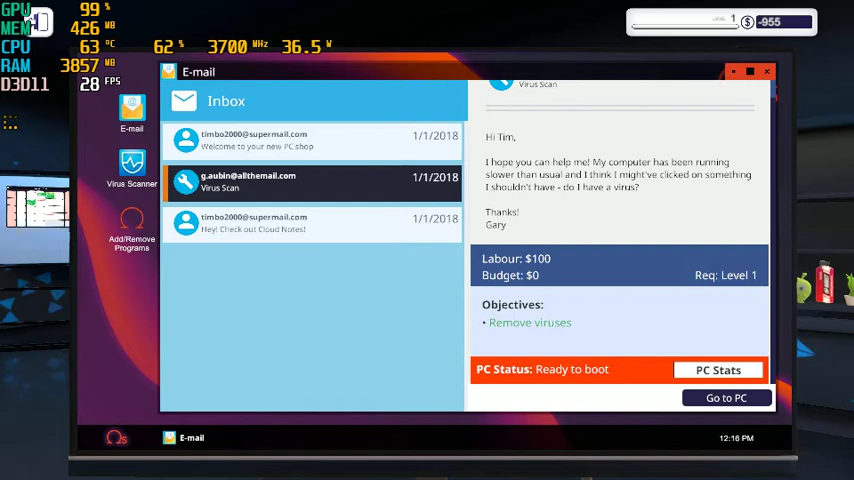 GPU 99 %
MEM 426 MB
CPU 63 °C 62 % 3700 MHz 36.5 W
RAM 3857 MB
D3D11 28 FPS
LEVEL 1 $ -955
E-mail
Inbox
timbo2000@supermail.com 1/1/2018
Welcome to your new PC shop
g.aubin@allthemail.com 1/1/2018
Virus Scan
timbo2000@supermail.com 1/1/2018
Hey! Check out Cloud Notes!
E-mail
Virus Scanner
Add/Remove
Programs
Virus Scan
Hi Tim,
I hope you can help me! My computer has been running
slower than usual and I think I might've clicked on something
I shouldn't have - do I have a virus?
Thanks!
Gary
Labour: $100
Budget: $0 Req: Level 1
Objectives:
• Remove viruses
PC Status: Ready to boot PC Stats
Go to PC
Ωs E-mail 12:16 PM